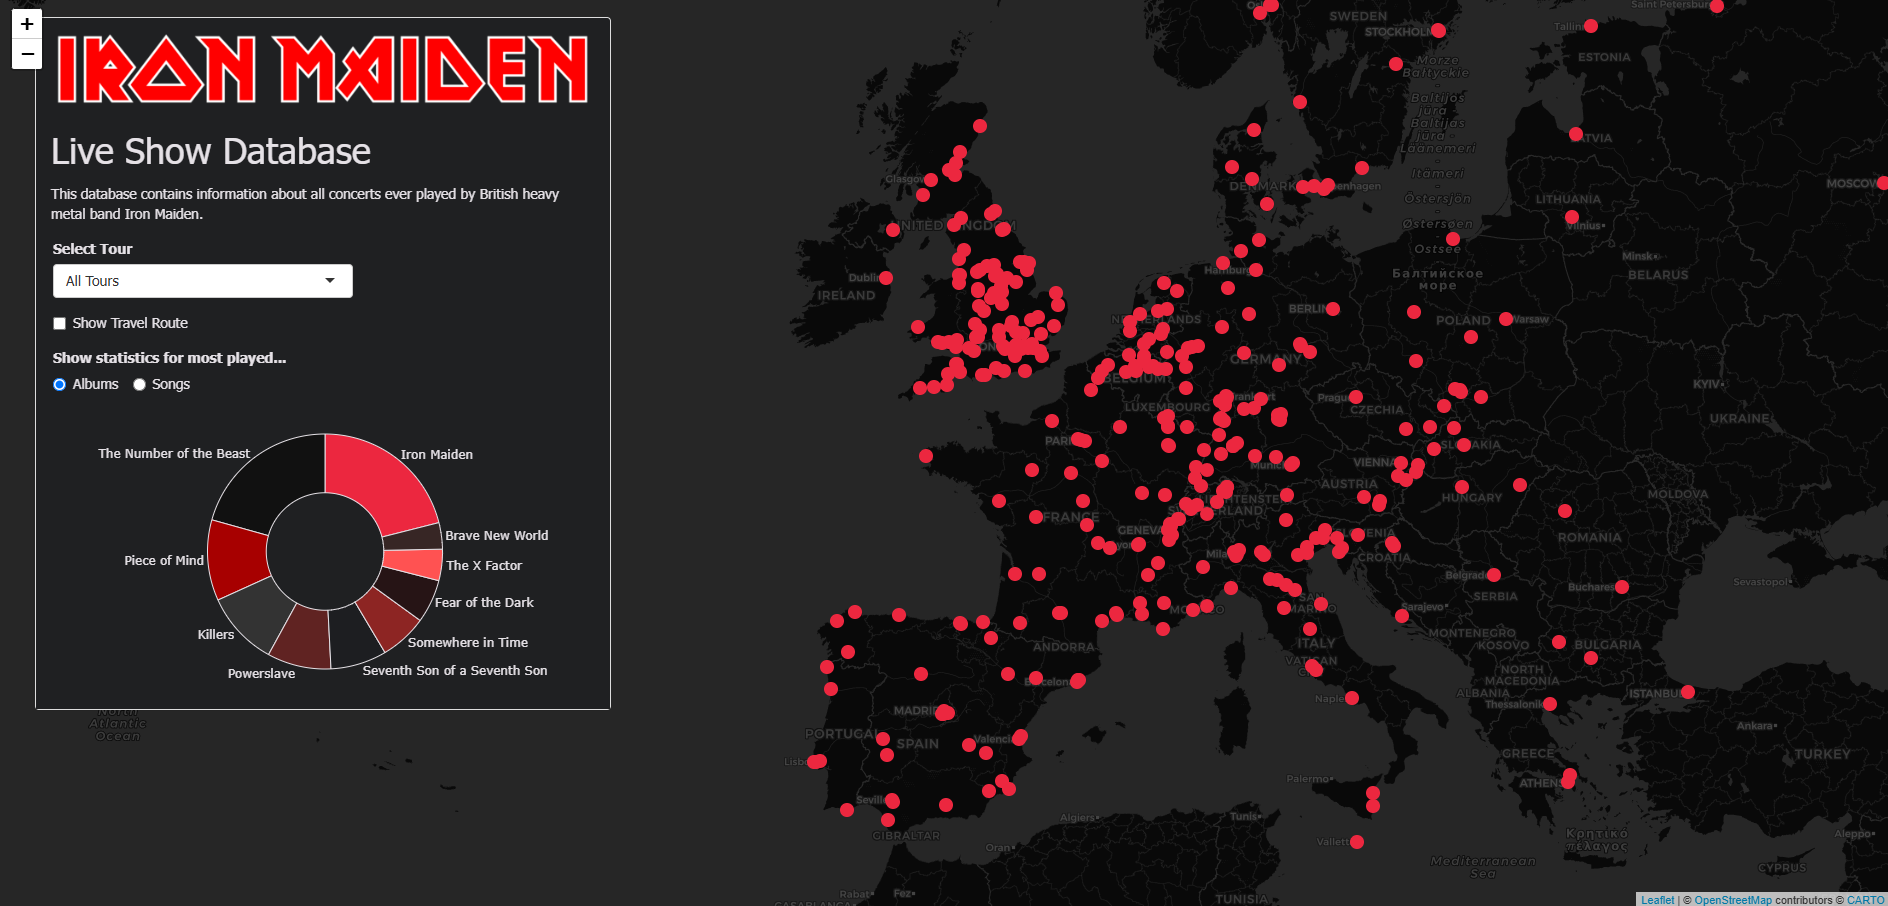 +
−
IRON MAIDEN
Live Show Database
This database contains information about all concerts ever played by British heavy
metal band Iron Maiden.
Select Tour
All Tours
Show Travel Route
Show statistics for most played...
Albums Songs
The Number of the Beast
Iron Maiden
Brave New World
Piece of Mind
The X Factor
Fear of the Dark
Killers
Somewhere in Time
Powerslave
Seventh Son of a Seventh Son
North
Atlantic
Ocean
Saint Petersburg
SWEDEN
STOCKHOLM
Tallinn
ESTONIA
Morze
Bałtyckie
-
Baltijos
jūra -
Baltijas
jūra -
Läänemeri
-
Itämeri
-
Östersjön
-
Østersøen
-
Ostsee
Балтийское
море
MOSCOW
LITHUANIA
Vilnius
Minsk
BELARUS
Glasgow
UNITED KINGDOM
Dublin
IRELAND
DENMARK
Hamburg
BERLIN
POLAND
Warsaw
NETHERLANDS
GERMANY
BELGIUM
LUXEMBOURG
Frankfurt
Prague
CZECHIA
KYIV
UKRAINE
PARIS
SLOVAKIA
VIENNA
Munich
AUSTRIA
LIECHTENSTEIN
SWITZERLAND
HUNGARY
MOLDOVA
FRANCE
GENEVA
Lyon
SLOVENIA
CROATIA
Milan
ROMANIA
Belgrade
Bucharest
Sevastopol
SERBIA
SAN
MARINO
Sarajevo
MONACO
MONTENEGRO
KOSOVO
BULGARIA
ANDORRA
ITALY
VATICAN
CITY
NORTH
MACEDONIA
Barcelona
ALBANIA
ISTANBUL
Naples
Thessaloniki
Ankara
MADRID
PORTUGAL
SPAIN
Valencia
GREECE
TURKEY
Lisbon
ATHENS
Palermo
Seville
GIBRALTAR
Algiers
Tunis
Valletta
Κρητικό
πέλαγος
Aleppo
Oran
Mediterranean
Sea
CYPRUS
Rabat
Fez
TUNISIA
CASABLANCA
Leaflet | © OpenStreetMap contributors © CARTO